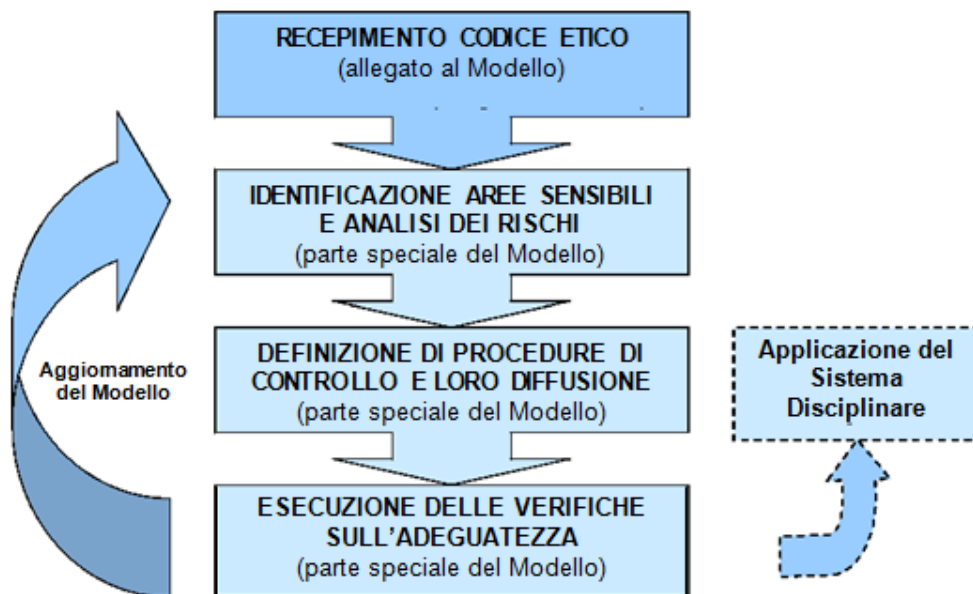 RECEPIMENTO CODICE ETICO
(allegato al Modello)
IDENTIFICAZIONE AREE SENSIBILI
E ANALISI DEI RISCHI
(parte speciale del Modello)
DEFINIZIONE DI PROCEDURE DI
CONTROLLO E LORO DIFFUSIONE
(parte speciale del Modello)
ESECUZIONE DELLE VERIFICHE
SULL'ADEGUATEZZA
(parte speciale del Modello)
Aggiornamento
del Modello
Applicazione del
Sistema
Disciplinare